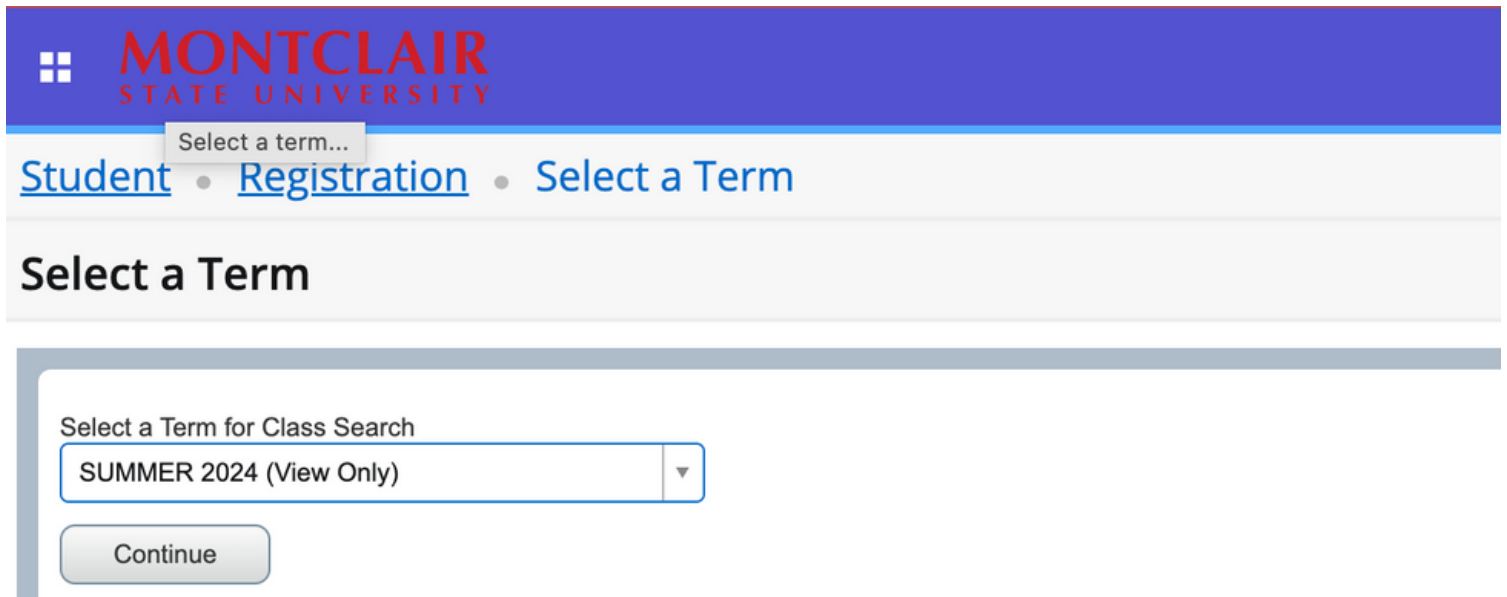 MONTCLAIR
STATE UNIVERSITY
Select a term...
Student • Registration • Select a Term
Select a Term
Select a Term for Class Search
SUMMER 2024 (View Only)
Continue